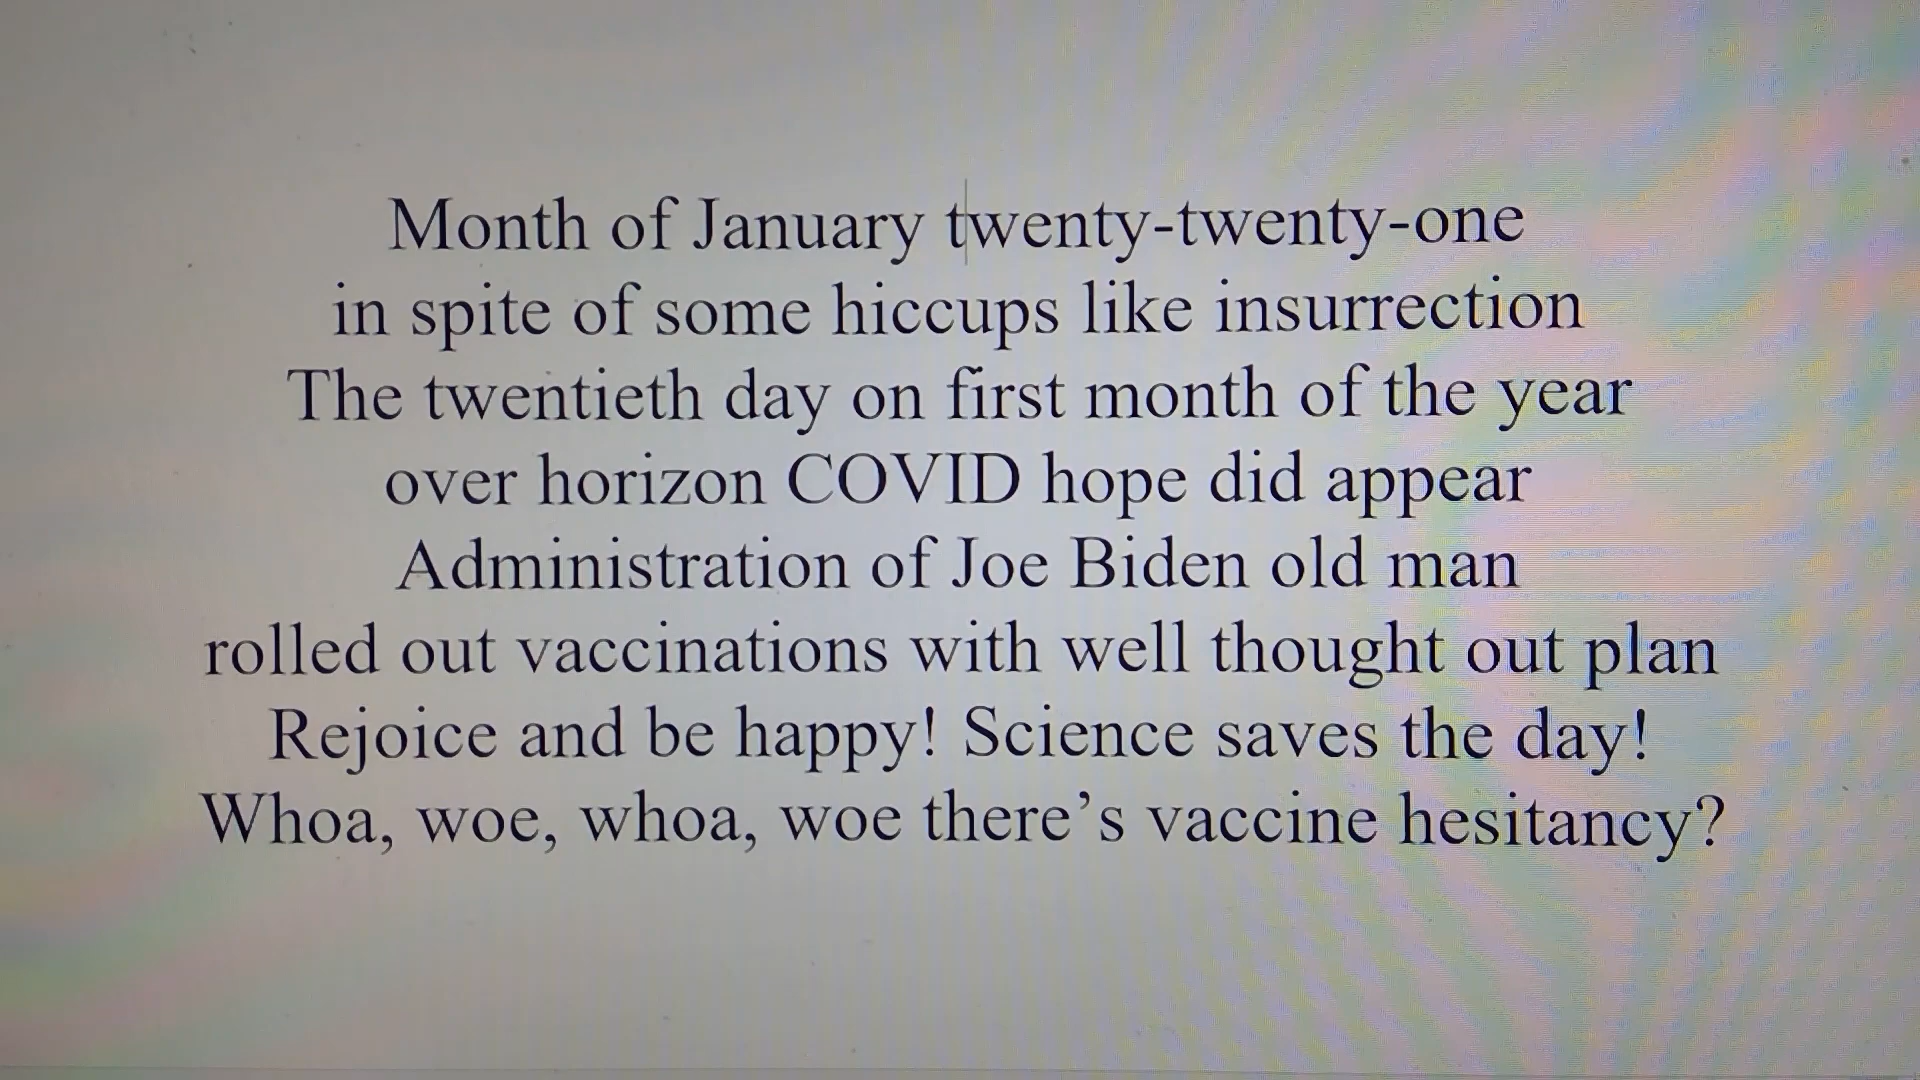 Month of January twenty-twenty-one
in spite of some hiccups like insurrection
The twentieth day on first month of the year
over horizon COVID hope did appear
Administration of Joe Biden old man
rolled out vaccinations with well thought out plan
Rejoice and be happy! Science saves the day!
Whoa, woe, whoa, woe there’s vaccine hesitancy?